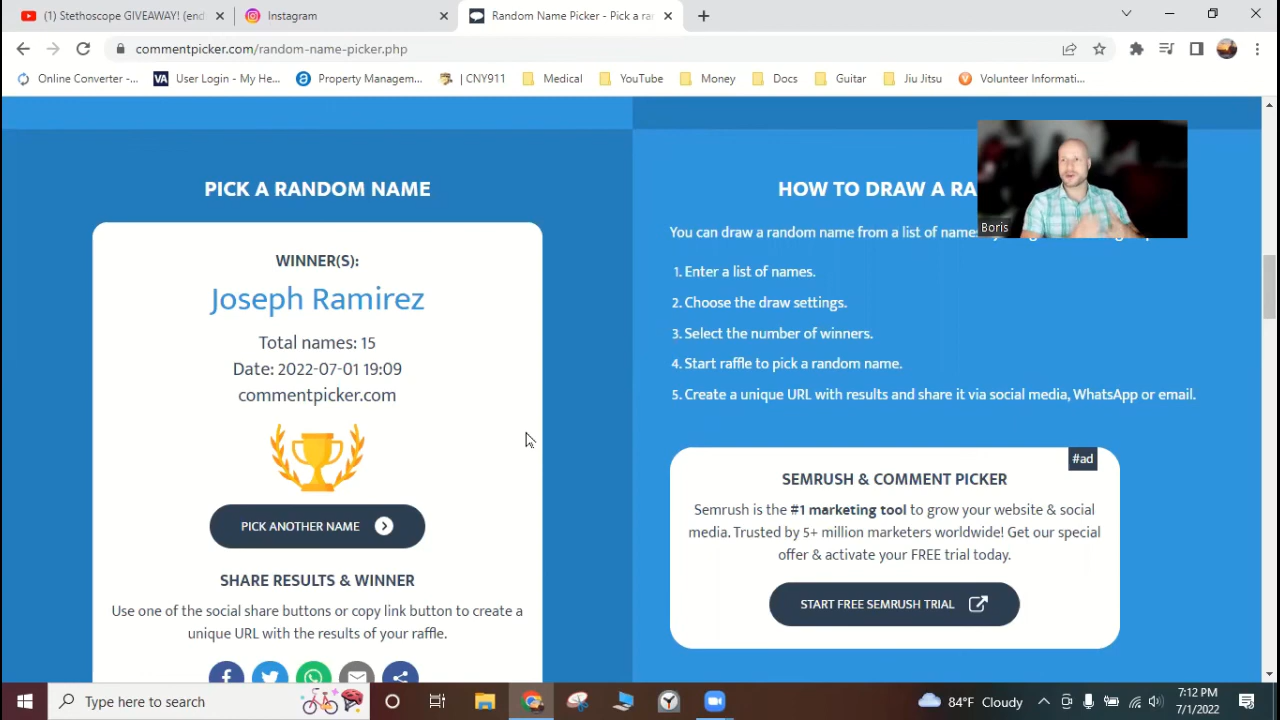 (1) Stethoscope GIVEAWAY! (end
Instagram
Random Name Picker - Pick a ra
commentpicker.com/random-name-picker.php
Online Converter -...
VA
User Login - My He...
Property Managem...
| CNY911
Medical
YouTube
Money
Docs
Guitar
Jiu Jitsu
Volunteer Informati...
PICK A RANDOM NAME
WINNER(S):
Joseph Ramirez
Total names: 15
Date: 2022-07-01 19:09
commentpicker.com
PICK ANOTHER NAME
SHARE RESULTS & WINNER
Use one of the social share buttons or copy link button to create a
unique URL with the results of your raffle.
HOW TO DRAW A RA
Boris
You can draw a random name from a list of names
1. Enter a list of names.
2. Choose the draw settings.
3. Select the number of winners.
4. Start raffle to pick a random name.
5. Create a unique URL with results and share it via social media, WhatsApp or email.
#ad
SEMRUSH & COMMENT PICKER
Semrush is the #1 marketing tool to grow your website & social
media. Trusted by 5+ million marketers worldwide! Get our special
offer & activate your FREE trial today.
START FREE SEMRUSH TRIAL
Type here to search
84°F Cloudy
7:12 PM
7/1/2022